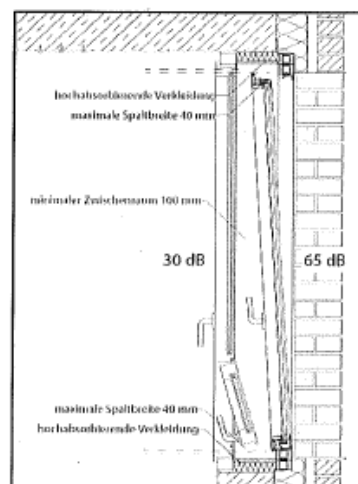 hochabsorbierende Verkleidung
maximale Spaltbreite 40 mm
minimaler Zwischenraum 100 mm
30 dB
65 dB
maximale Spaltbreite 40 mm
hochabsorbierende Verkleidung